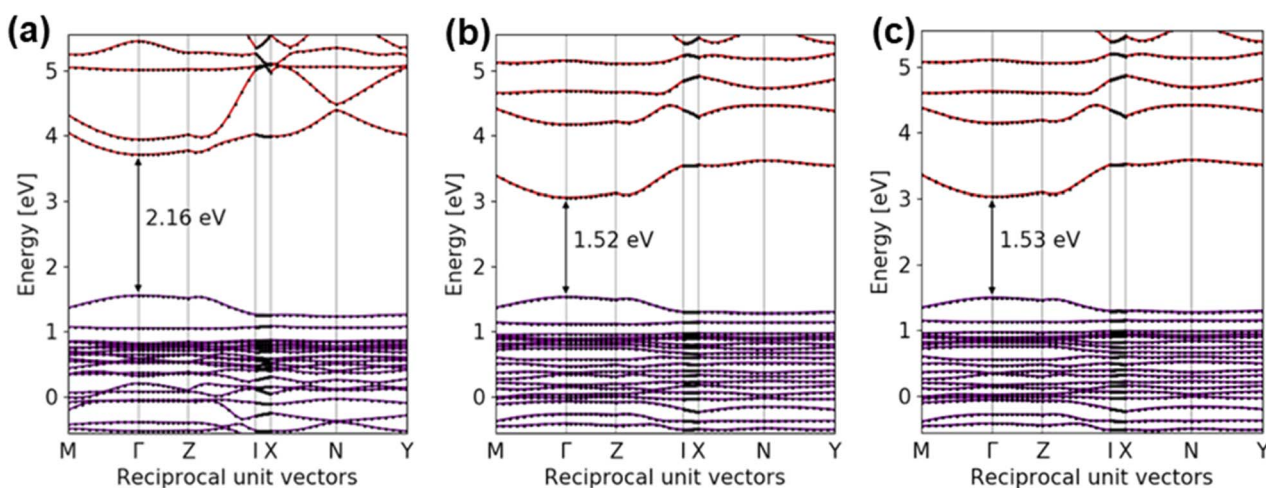 (a)
5
4
3
2
1
0
Energy [eV]
2.16 eV
M Γ Z I X N Y
Reciprocal unit vectors
(b)
5
4
3
2
1
0
Energy [eV]
1.52 eV
M Γ Z I X N Y
Reciprocal unit vectors
(c)
5
4
3
2
1
0
Energy [eV]
1.53 eV
M Γ Z I X N Y
Reciprocal unit vectors